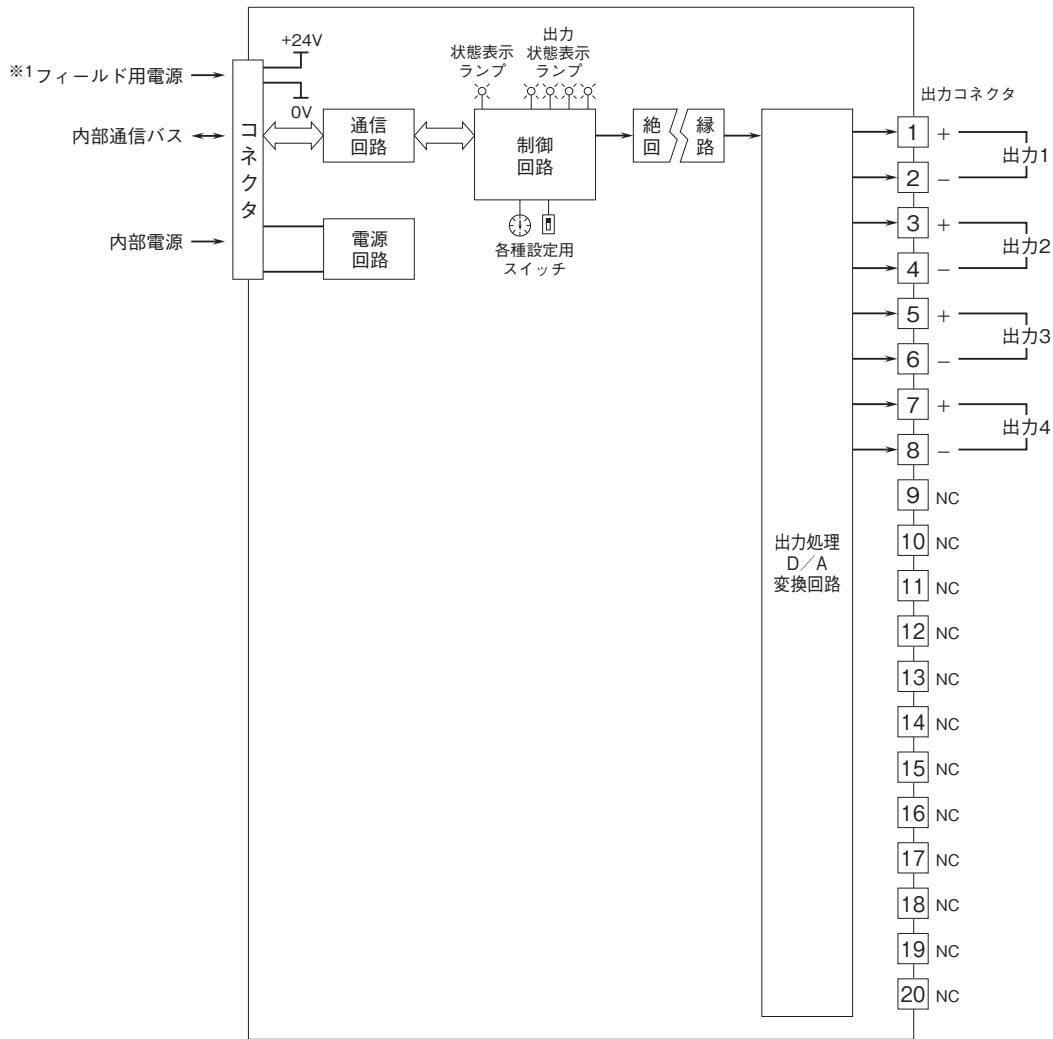 +24V
※1フィールド用電源
0V
内部通信バス
内部電源
コネクタ
通信
回路
電源
回路
状態表示
ランプ
出力
状態表示
ランプ
制御
回路
各種設定用
スイッチ
絶 縁
回 路
出力処理
D/A
変換回路
出力コネクタ
1 +
2 −
出力1
3 +
4 −
出力2
5 +
6 −
出力3
7 +
8 −
出力4
9 NC
10 NC
11 NC
12 NC
13 NC
14 NC
15 NC
16 NC
17 NC
18 NC
19 NC
20 NC